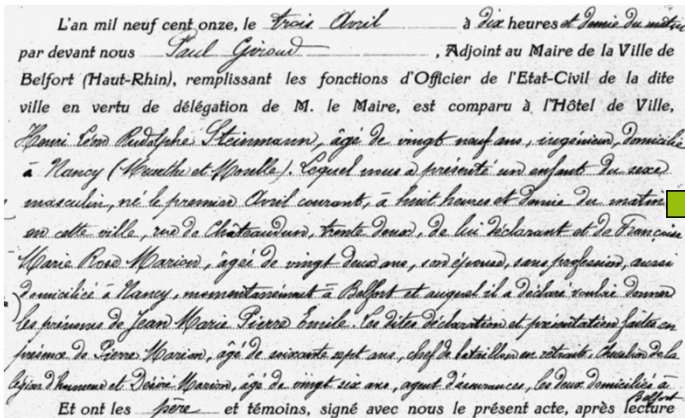 L'an mil neuf cent onze, le trois Avril à dix heures et demie du matin
par devant nous Paul Giroud, Adjoint au Maire de la Ville de
Belfort (Haut-Rhin), remplissant les fonctions d'Officier de l'Etat-Civil de la dite
ville en vertu de délégation de M. le Maire, est comparu à l'Hôtel de Ville,
Henri Léon Rudolphe Steinmann, âgé de vingt neuf ans, ingénieur, domicilié
à Nancy (Meurthe et Moselle). Lequel nous a présenté un enfant du sexe
masculin, né le premier Avril courant, à huit heures et demie du matin
en cette ville, rue de Châteaudun, trente deux, de lui déclarant et de Françoise
Marie Rose Marion, âgée de vingt deux ans, son épouse, sans profession, aussi
domiciliée à Nancy, momentanément à Belfort et auquel il a déclaré vouloir donner
les prénoms de Jean Marie Pierre Emile. Les dites déclaration et présentation faites en
présence de Pierre Marion, âgé de soixante sept ans, chef de bataillon en retraite, Chevalier de la
légion d'honneur et Désiré Marion, âgé de vingt six ans, agent d'assurances, les deux domiciliés à
Belfort
Et ont les père et témoins, signé avec nous le présent acte, après lecture